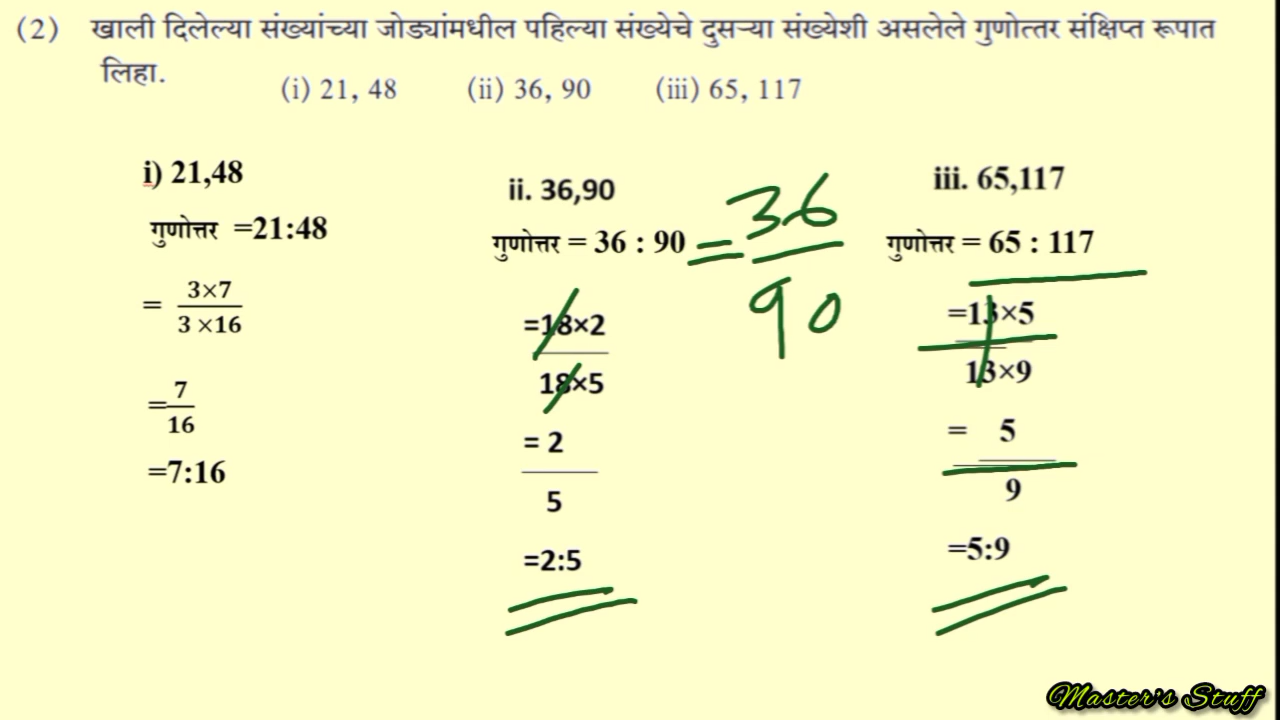 (2) खाली दिलेल्या संख्यांच्या जोड्यांमधील पहिल्या संख्येचे दुसऱ्या संख्येशी असलेले गुणोत्तर संक्षिप्त रूपात
लिहा.
(i) 21, 48 (ii) 36, 90 (iii) 65, 117
i) 21,48
गुणोत्तर =21:48
= 3×7
3 ×16
=7
16
=7:16
ii. 36,90
गुणोत्तर = 36 : 90 = 36
90
=18×2
18×5
= 2
5
=2:5
iii. 65,117
गुणोत्तर = 65 : 117
=13×5
13×9
= 5
9
=5:9
Master's Stuff